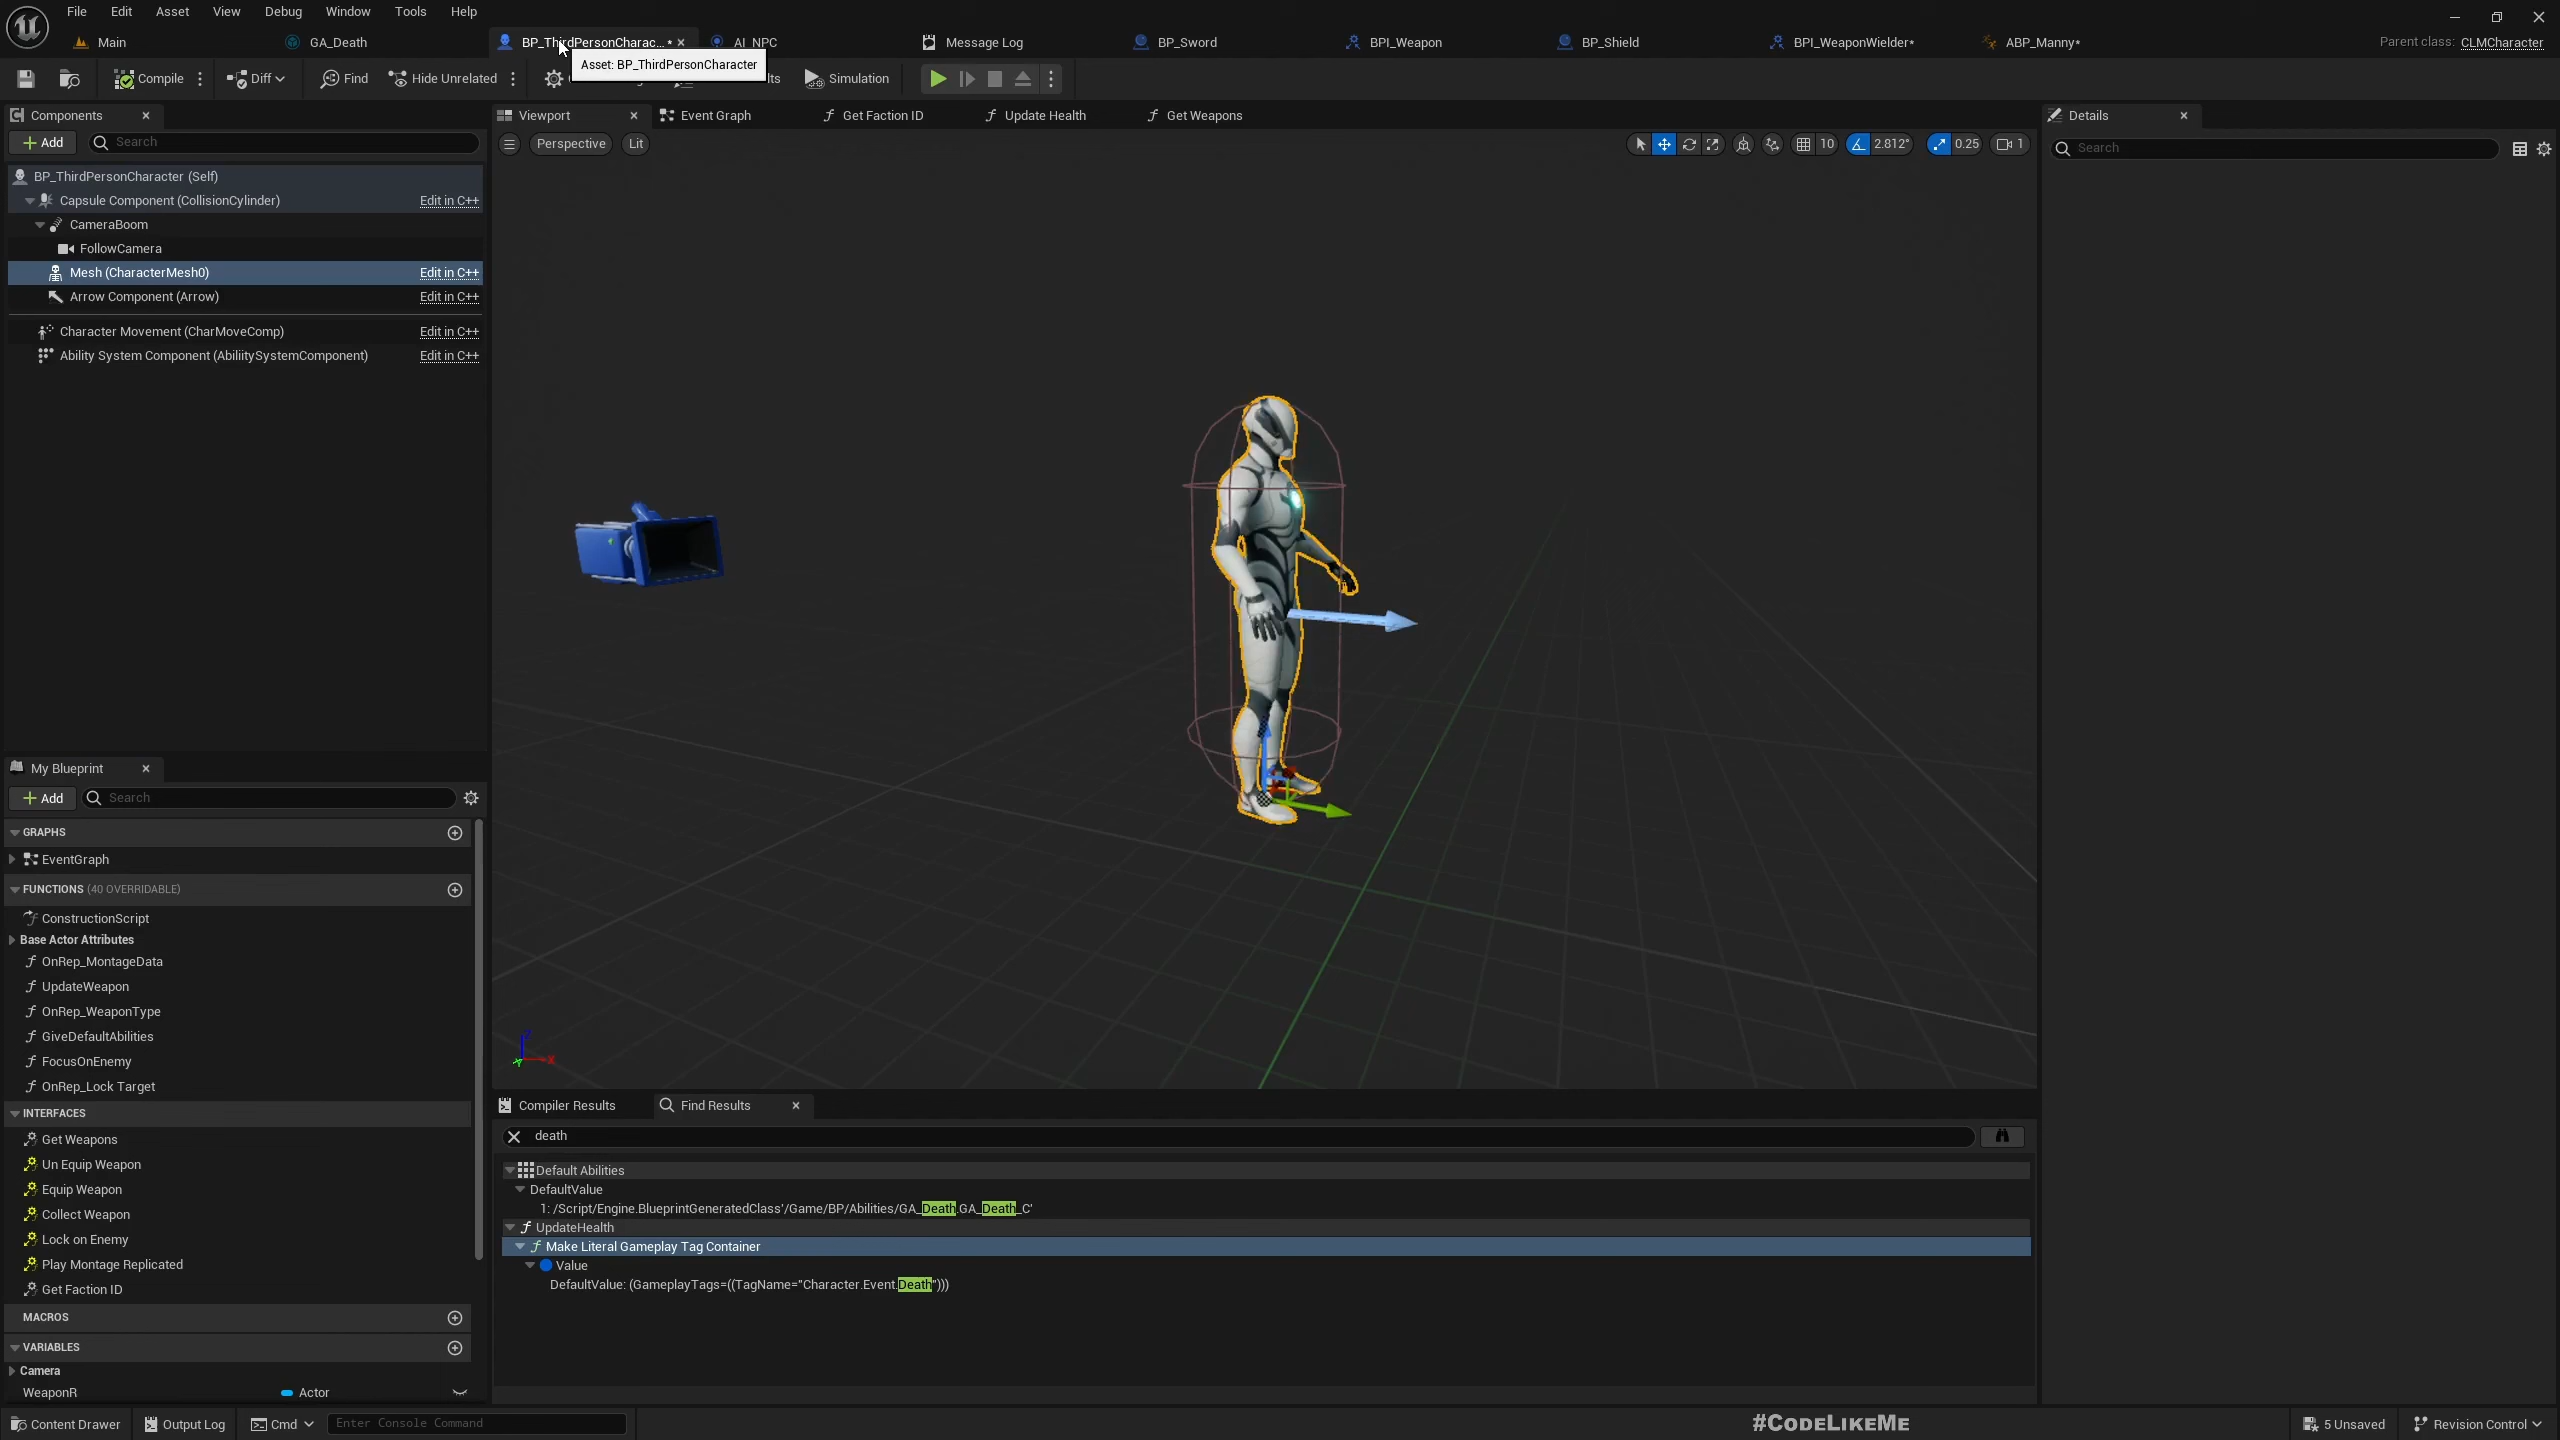 File Edit Asset View Debug Window Tools Help
Main GA_Death BP_ThirdPersonCharac... * AI_NPC Message Log BP_Sword BPI_Weapon BP_Shield BPI_WeaponWielder* ABP_Manny* Parent class: CLMCharacter
Asset: BP_ThirdPersonCharacter
Compile Diff Find Hide Unrelated Simulation
Components
Add Search
BP_ThirdPersonCharacter (Self)
Capsule Component (CollisionCylinder) Edit in C++
CameraBoom
FollowCamera
Mesh (CharacterMesh0) Edit in C++
Arrow Component (Arrow) Edit in C++
Character Movement (CharMoveComp) Edit in C++
Ability System Component (AbiliitySystemComponent) Edit in C++
Viewport Event Graph Get Faction ID Update Health Get Weapons
Perspective Lit 10 2.812° 0.25 1
Details
Search
My Blueprint
Add Search
GRAPHS
EventGraph
FUNCTIONS (40 OVERRIDABLE)
ConstructionScript
Base Actor Attributes
OnRep_MontageData
UpdateWeapon
OnRep_WeaponType
GiveDefaultAbilities
FocusOnEnemy
OnRep_Lock Target
INTERFACES
Get Weapons
Un Equip Weapon
Equip Weapon
Collect Weapon
Lock on Enemy
Play Montage Replicated
Get Faction ID
MACROS
VARIABLES
Camera
WeaponR Actor
Compiler Results Find Results
death
Default Abilities
DefaultValue
1: /Script/Engine.BlueprintGeneratedClass'/Game/BP/Abilities/GA_Death.GA_Death_C'
UpdateHealth
Make Literal Gameplay Tag Container
Value
DefaultValue: (GameplayTags=((TagName="Character.Event.Death")))
Content Drawer Output Log Cmd Enter Console Command #CODELIKEME 5 Unsaved Revision Control